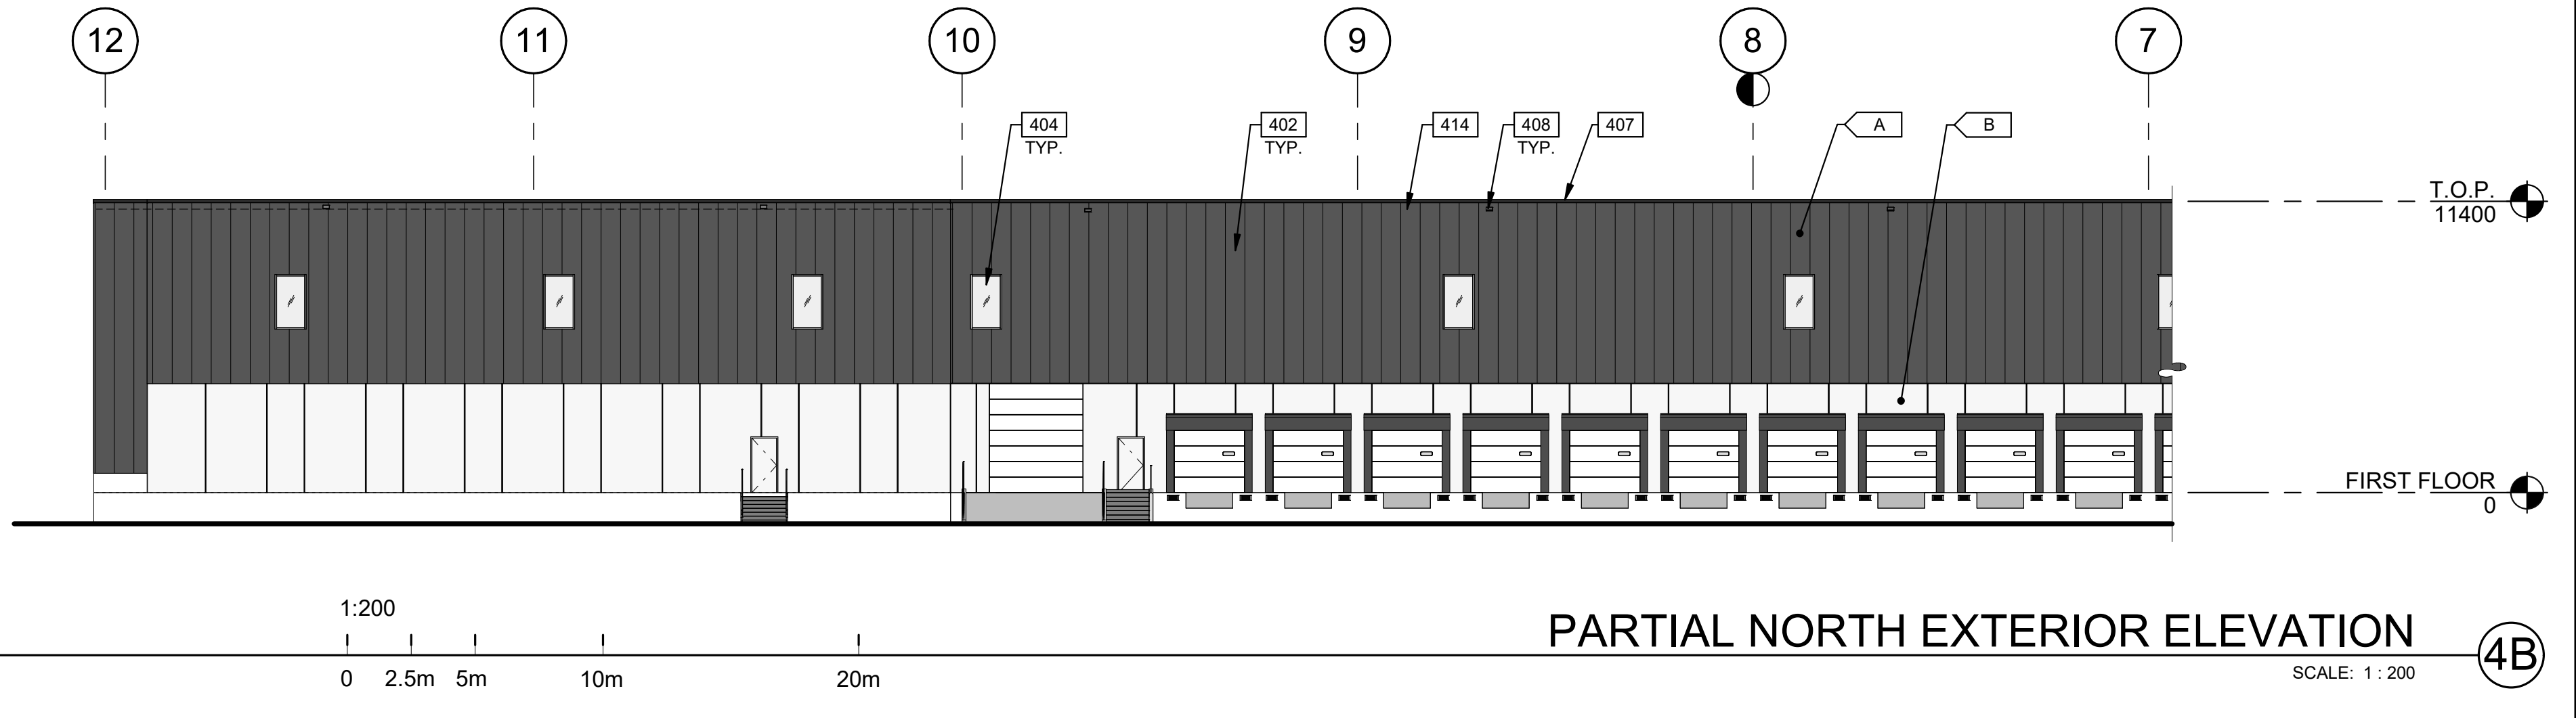 12 11 10 9 8 7
404 402 414 408 407 A B
TYP. TYP. TYP.
T.O.P.
11400
FIRST FLOOR
0
1:200
0 2.5m 5m 10m 20m
PARTIAL NORTH EXTERIOR ELEVATION
4B
SCALE: 1 : 200